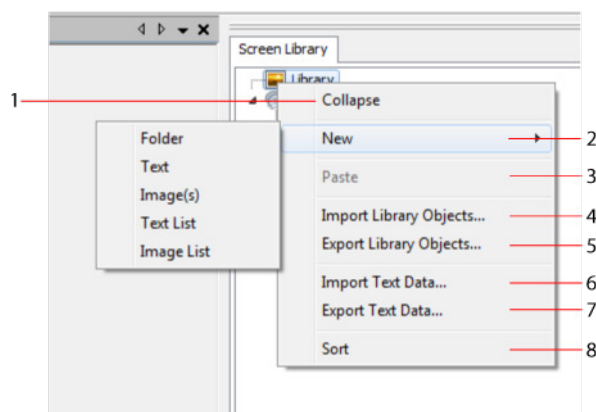 Screen Library
Library
1
Collapse
New
2
Paste
3
Import Library Objects...
4
Export Library Objects...
5
Import Text Data...
6
Export Text Data...
7
Sort
8
Folder
Text
Image(s)
Text List
Image List